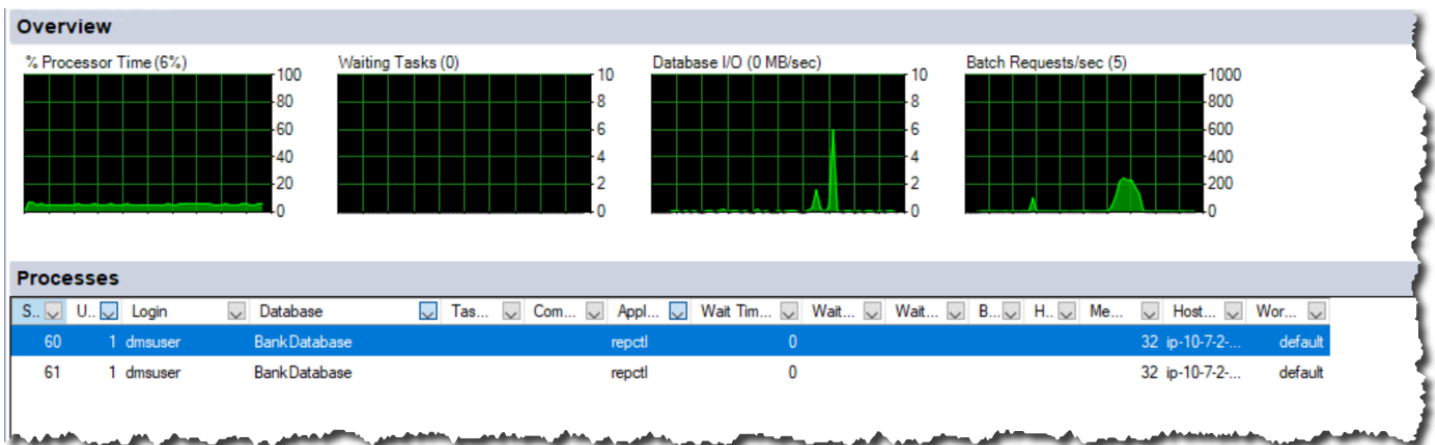 Overview
% Processor Time (6%)
100
80
60
40
20
0
Waiting Tasks (0)
10
8
6
4
2
0
Database I/O (0 MB/sec)
10
8
6
4
2
0
Batch Requests/sec (5)
1000
800
600
400
200
0
Processes
S.. U.. Login Database Tas... Com... Appl... Wait Tim... Wait... Wait... B... H.. Me... Host... Wor...
60 1 dmsuser BankDatabase repctl 0 32 ip-10-7-2-... default
61 1 dmsuser BankDatabase repctl 0 32 ip-10-7-2-... default